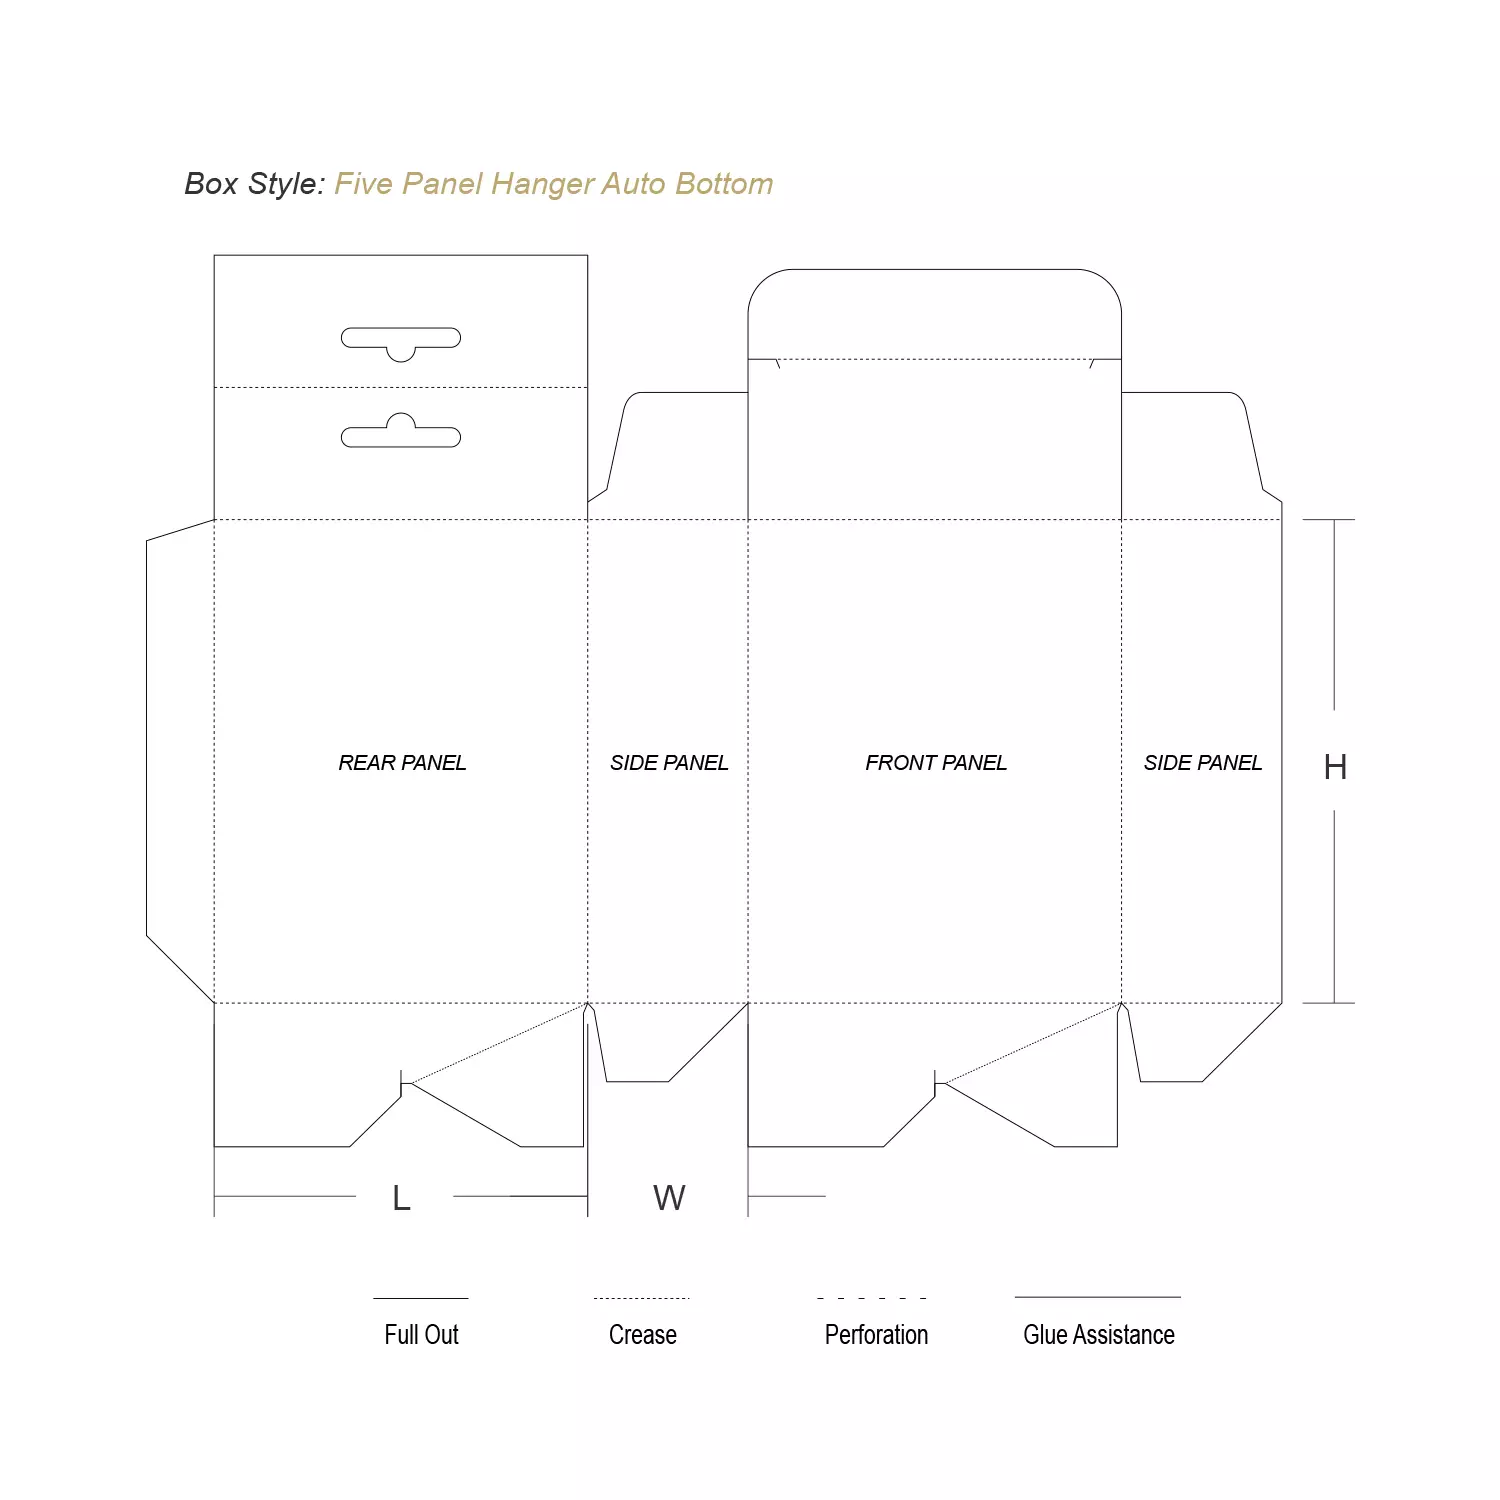 Box Style: Five Panel Hanger Auto Bottom
REAR PANEL
SIDE PANEL
FRONT PANEL
SIDE PANEL
H
L
W
Full Out
Crease
Perforation
Glue Assistance